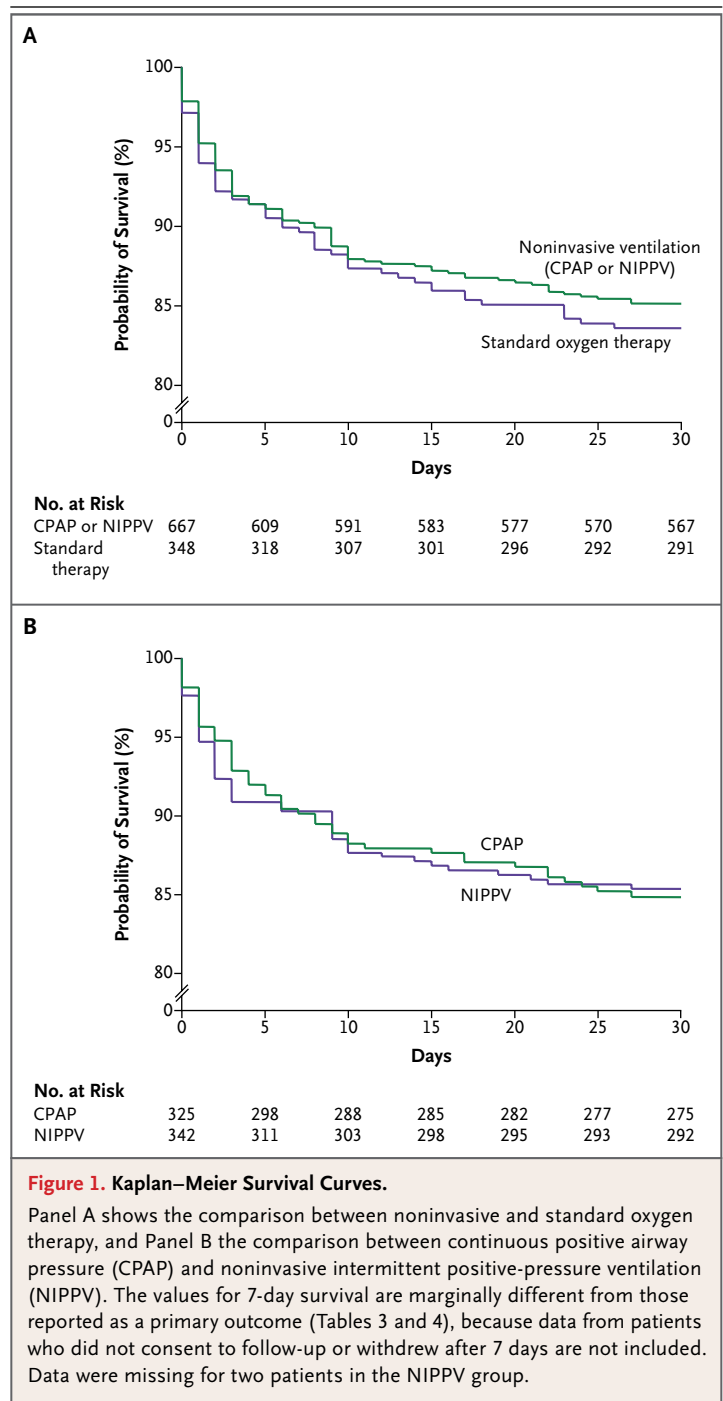 A
100
95
90
85
80
0
Probability of Survival (%)
Noninvasive ventilation
(CPAP or NIPPV)
Standard oxygen therapy
0 5 10 15 20 25 30
Days
No. at Risk
CPAP or NIPPV 667 609 591 583 577 570 567
Standard 348 318 307 301 296 292 291
therapy
B
100
95
90
85
80
0
Probability of Survival (%)
CPAP
NIPPV
0 5 10 15 20 25 30
Days
No. at Risk
CPAP 325 298 288 285 282 277 275
NIPPV 342 311 303 298 295 293 292
Figure 1. Kaplan–Meier Survival Curves.
Panel A shows the comparison between noninvasive and standard oxygen
therapy, and Panel B the comparison between continuous positive airway
pressure (CPAP) and noninvasive intermittent positive-pressure ventilation
(NIPPV). The values for 7-day survival are marginally different from those
reported as a primary outcome (Tables 3 and 4), because data from patients
who did not consent to follow-up or withdrew after 7 days are not included.
Data were missing for two patients in the NIPPV group.